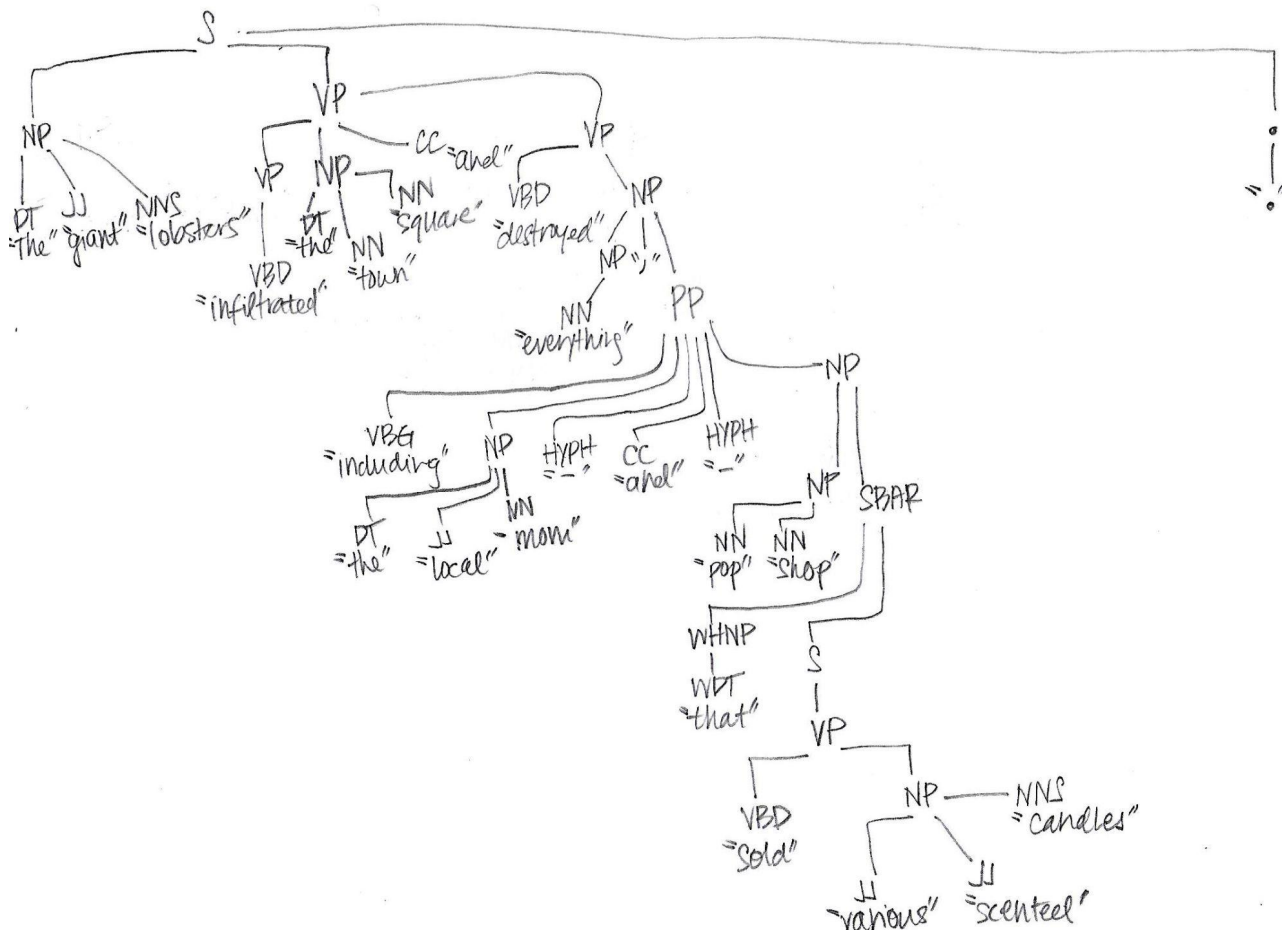 S
VP
NP
CC "and"
VP
.
"."
VP
NP
NN "square"
VBD "destroyed"
NP
DT "The"
JJ "giant"
NNS "lobsters"
DT "the"
NN "town"
VBD "infiltrated"
NP
","
PP
NN "everything"
NP
VBG "including"
NP
HYPH "-"
CC "and"
HYPH "-"
NP
SBAR
DT "the"
JJ "local"
NN "mom"
NN "pop"
NN "shop"
WHNP
S
WDT "that"
VP
VBD "sold"
NP
NNS "candles"
JJ "various"
JJ "scented"